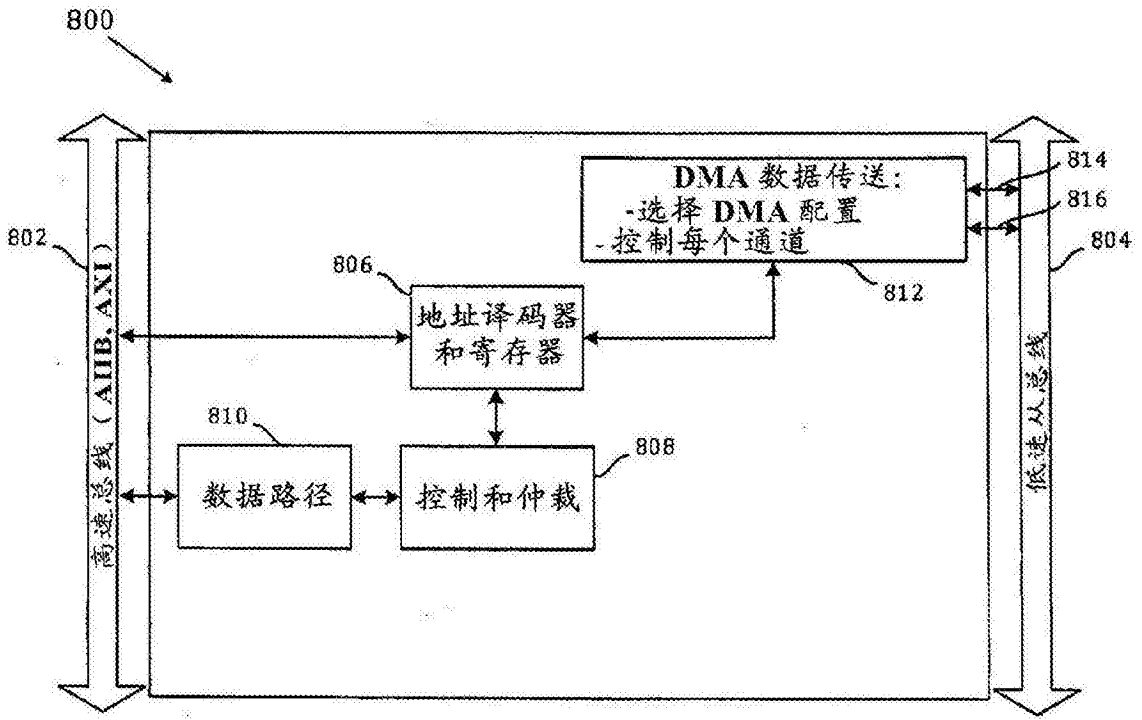 800
802
高速总线（AHB, AXI）
DMA 数据传送:
-选择 DMA 配置
-控制每个通道
814
816
804
812
806
地址译码器
和寄存器
低速从总线
810
808
数据路径
控制和仲裁